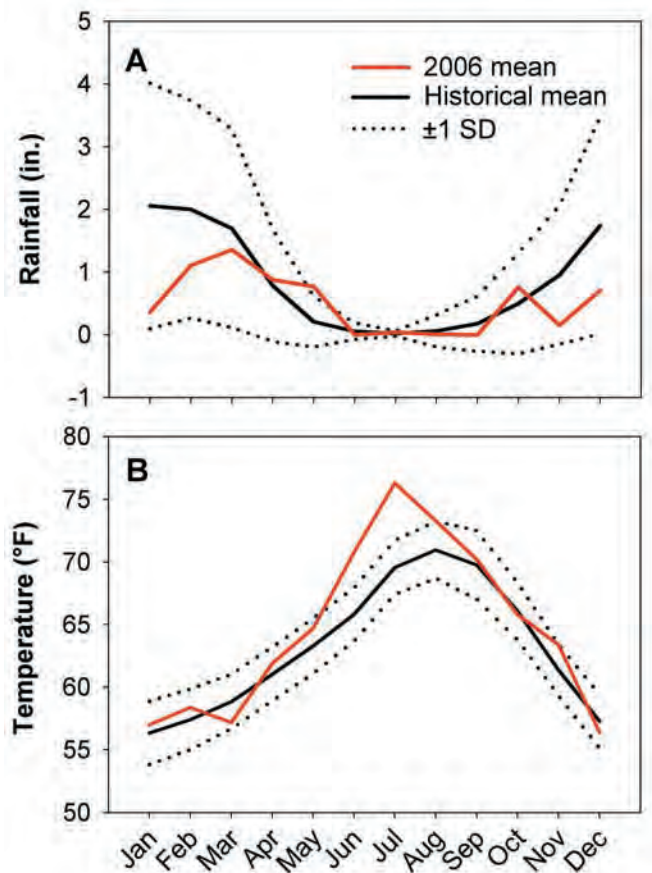 A
2006 mean
Historical mean
±1 SD
Rainfall (in.)
5
4
3
2
1
0
-1
B
Temperature (°F)
80
75
70
65
60
55
50
Jan
Feb
Mar
Apr
May
Jun
Jul
Aug
Sep
Oct
Nov
Dec